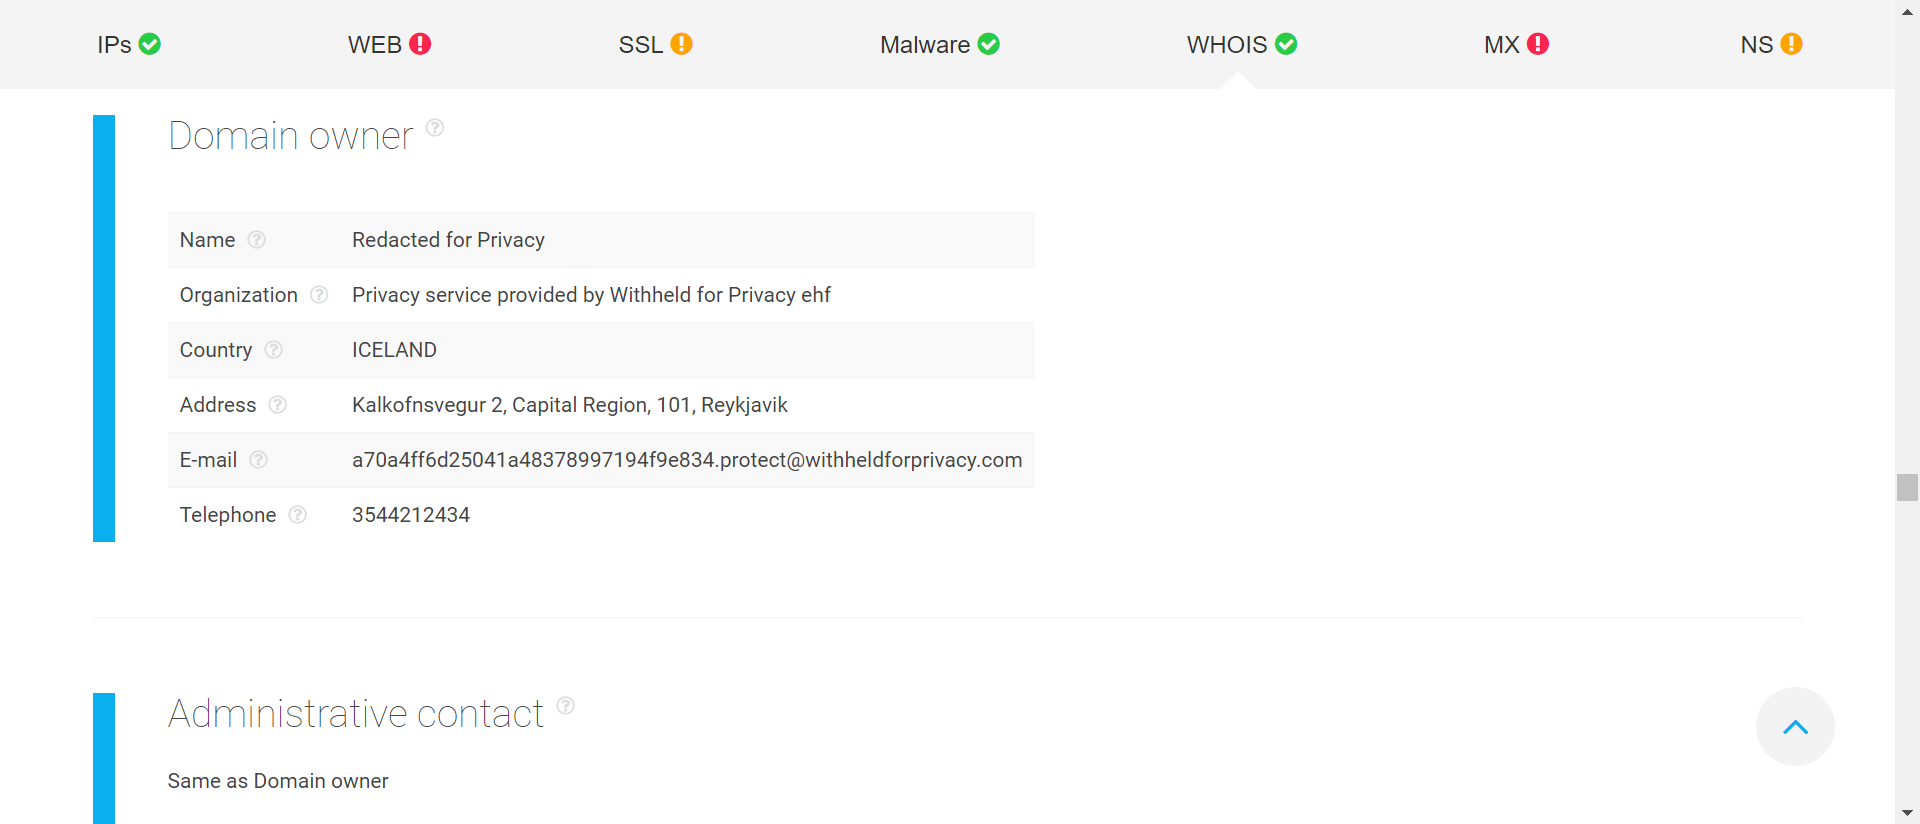 IPs WEB SSL Malware WHOIS MX NS
Domain owner
Name Redacted for Privacy
Organization Privacy service provided by Withheld for Privacy ehf
Country ICELAND
Address Kalkofnsvegur 2, Capital Region, 101, Reykjavik
E-mail a70a4ff6d25041a48378997194f9e834.protect@withheldforprivacy.com
Telephone 3544212434
Administrative contact
Same as Domain owner